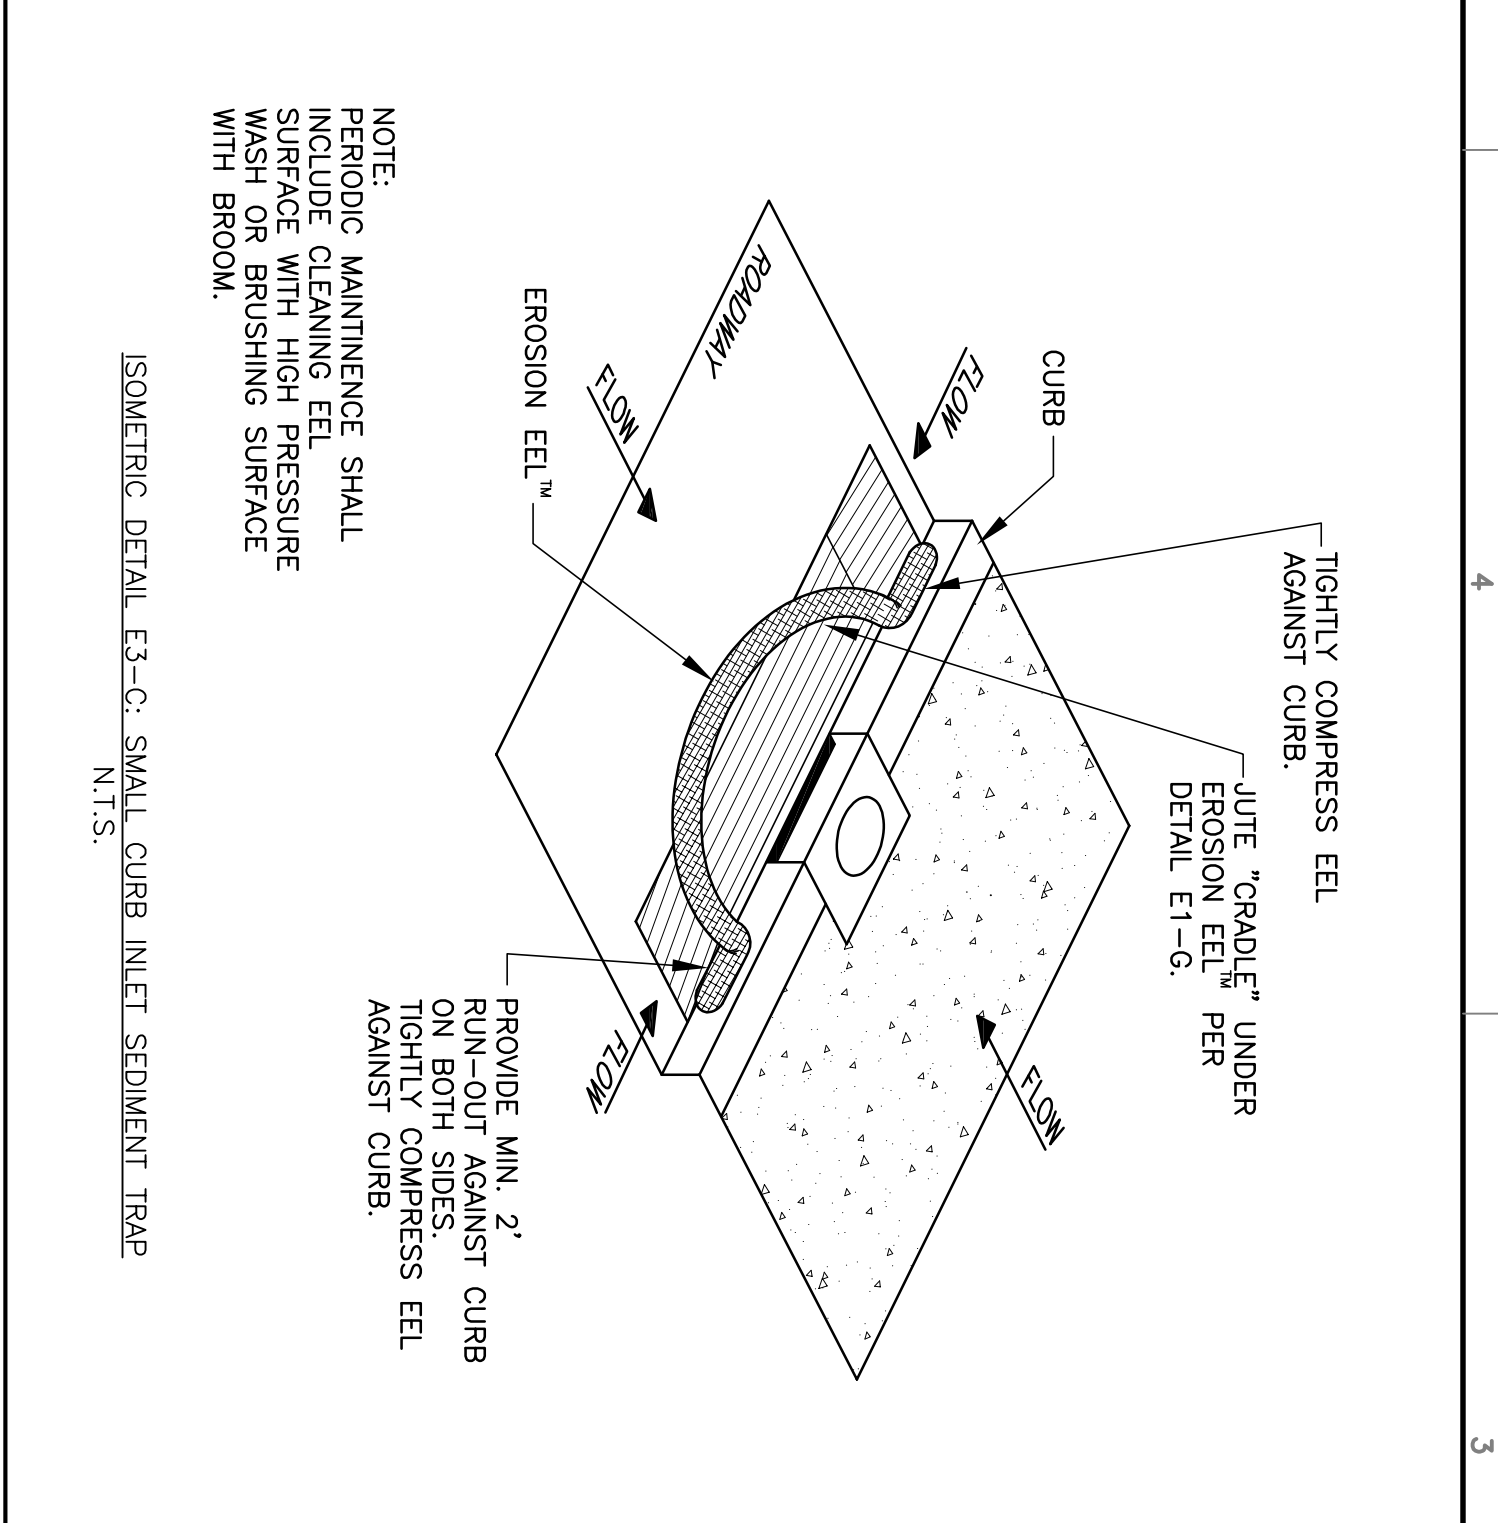 4
3
TIGHTLY COMPRESS EEL
AGAINST CURB.
JUTE "CRADLE" UNDER
EROSION EEL™ PER
DETAIL E1-G.
CURB
FLOW
FLOW
ROADWAY
FLOW
EROSION EEL™
FLOW
PROVIDE MIN. 2'
RUN-OUT AGAINST CURB
ON BOTH SIDES.
TIGHTLY COMPRESS EEL
AGAINST CURB.
NOTE:
PERIODIC MAINTINENCE SHALL
INCLUDE CLEANING EEL
SURFACE WITH HIGH PRESSURE
WASH OR BRUSHING SURFACE
WITH BROOM.
ISOMETRIC DETAIL E3-C: SMALL CURB INLET SEDIMENT TRAP
N.T.S.